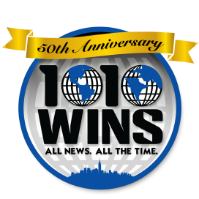 50th Anniversary
1010
WINS
ALL NEWS. ALL THE TIME.